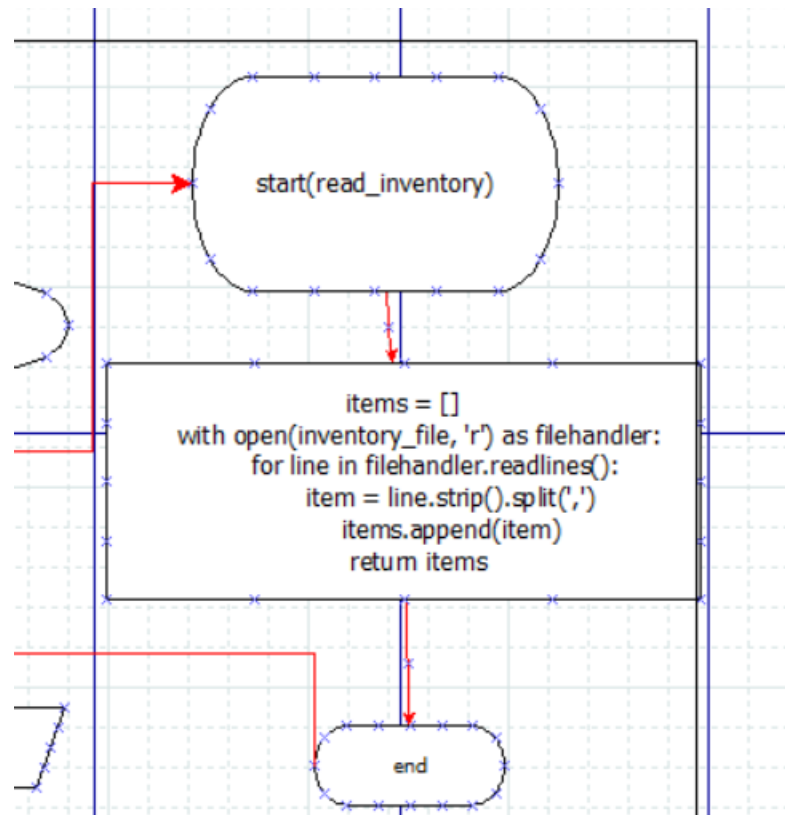 start(read_inventory)
items = []
with open(inventory_file, 'r') as filehandler:
for line in filehandler.readlines():
item = line.strip().split(',')
items.append(item)
return items
end